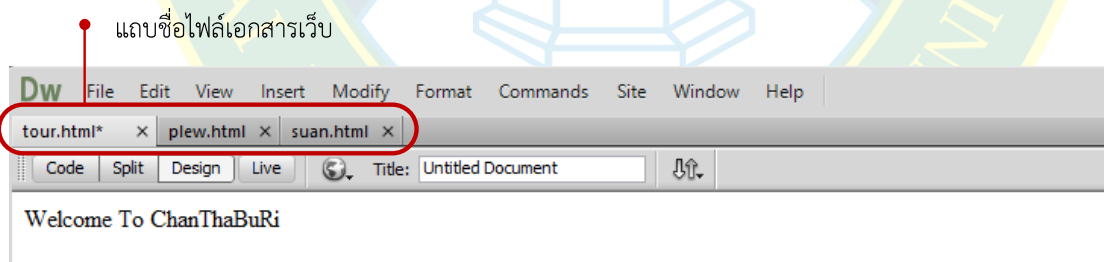 แถบชื่อไฟล์เอกสารเว็บ
Dw File Edit View Insert Modify Format Commands Site Window Help
tour.html* × plew.html × suan.html ×
Code Split Design Live Title: Untitled Document
Welcome To ChanThaBuRi